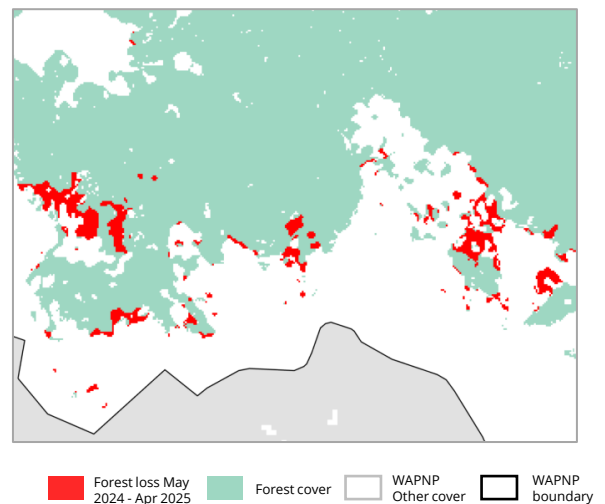 Forest loss May
2024 - Apr 2025
Forest cover
WAPNP
Other cover
WAPNP
boundary